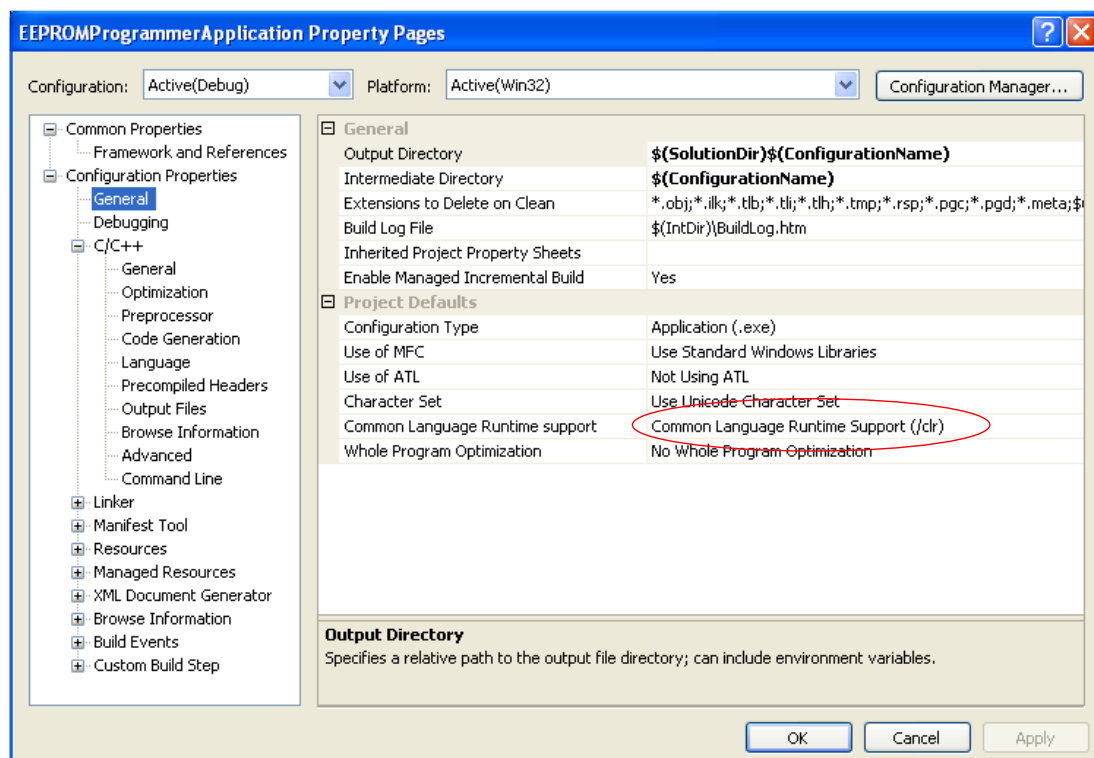 EEPROMProgrammerApplication Property Pages
Configuration: Active(Debug) Platform: Active(Win32) Configuration Manager...
Common Properties
Framework and References
Configuration Properties
General
Debugging
C/C++
General
Optimization
Preprocessor
Code Generation
Language
Precompiled Headers
Output Files
Browse Information
Advanced
Command Line
Linker
Manifest Tool
Resources
Managed Resources
XML Document Generator
Browse Information
Build Events
Custom Build Step
General
Output Directory $(SolutionDir)$(ConfigurationName)
Intermediate Directory $(ConfigurationName)
Extensions to Delete on Clean *.obj;*.ilk;*.tlb;*.tli;*.tlh;*.tmp;*.rsp;*.pgc;*.pgd;*.meta;$(
Build Log File $(IntDir)\BuildLog.htm
Inherited Project Property Sheets
Enable Managed Incremental Build Yes
Project Defaults
Configuration Type Application (.exe)
Use of MFC Use Standard Windows Libraries
Use of ATL Not Using ATL
Character Set Use Unicode Character Set
Common Language Runtime support Common Language Runtime Support (/clr)
Whole Program Optimization No Whole Program Optimization
Output Directory
Specifies a relative path to the output file directory; can include environment variables.
OK Cancel Apply